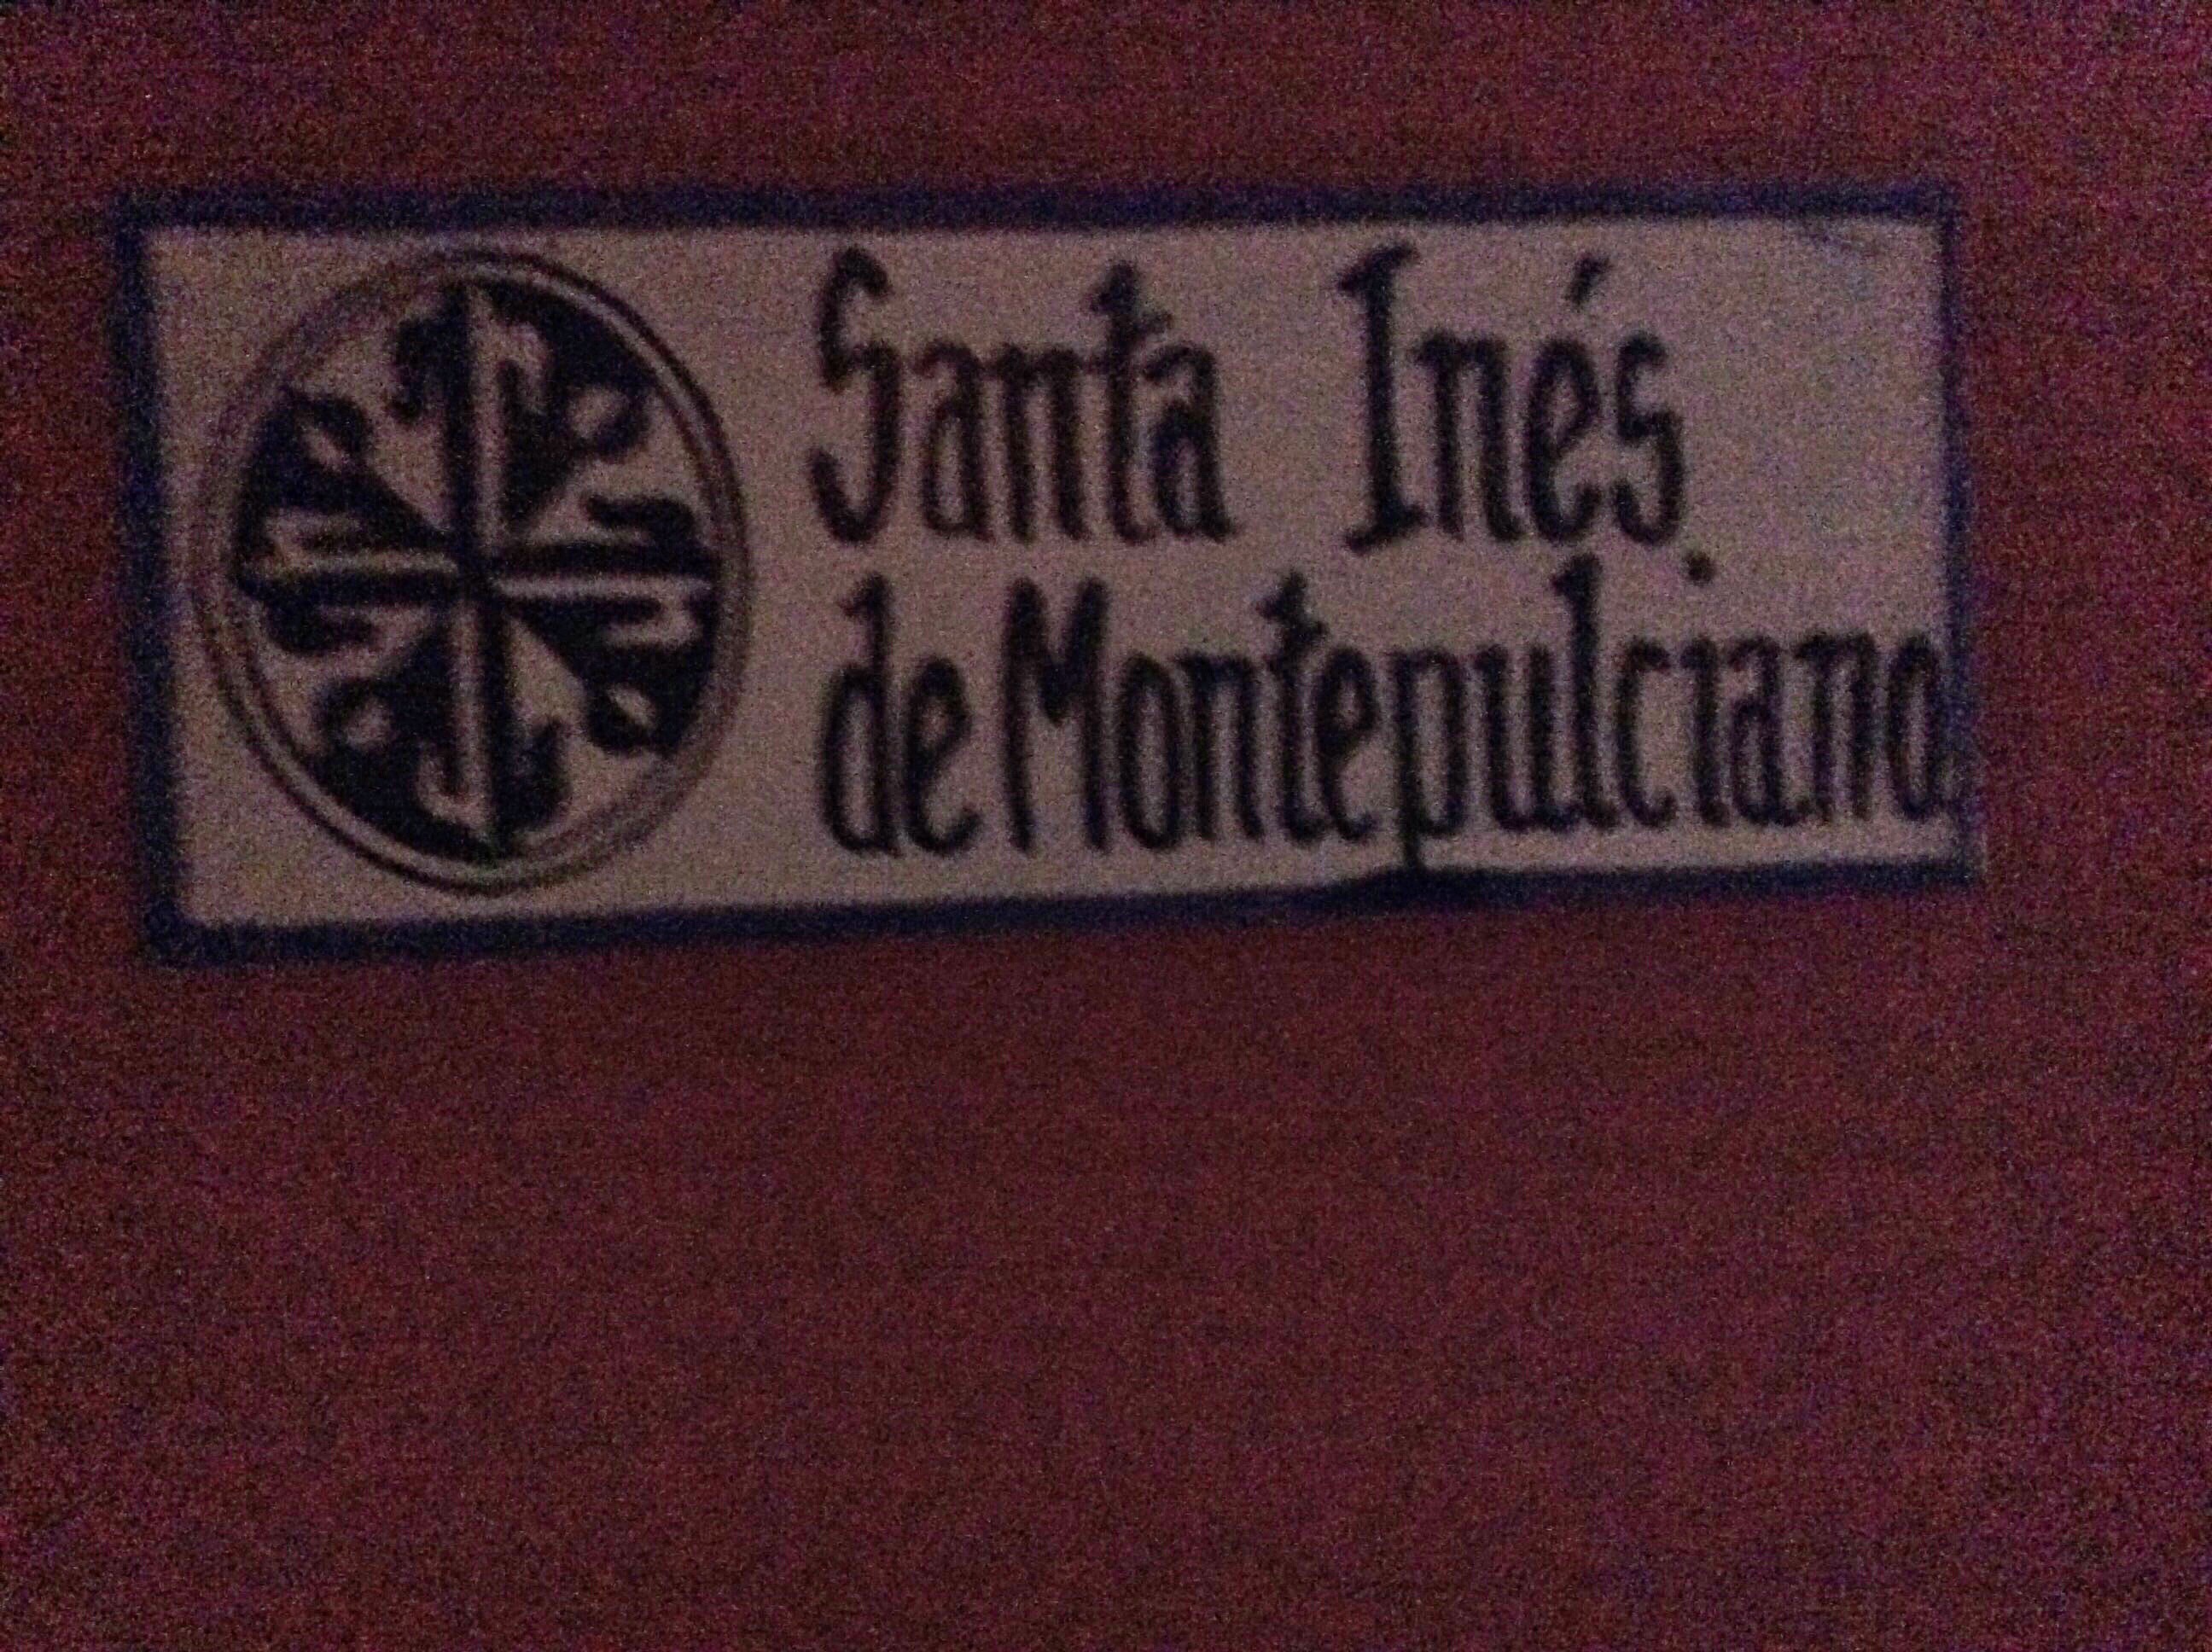 Santa Inés
de Montepulciano